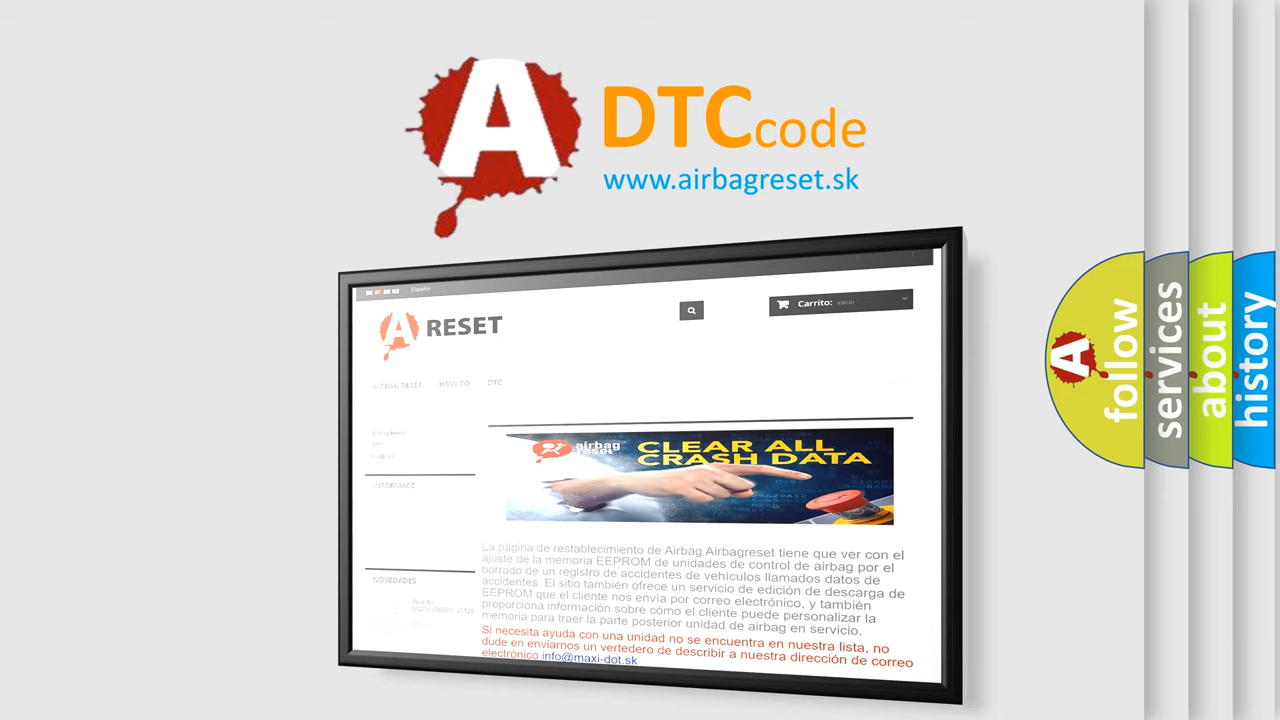 A DTCcode
www.airbagreset.sk
Español
A RESET
Carrito: vacío
AIRBAG RESET HOW TO DTC
INFORMACE
airbag
reset
CLEAR ALL
CRASH DATA
NOVEDADES
La página de restablecimiento de Airbag Airbagreset tiene que ver con el
ajuste de la memoria EEPROM de unidades de control de airbag por el
borrado de un registro de accidentes de vehículos llamados datos de
accidentes. El sitio también ofrece un servicio de edición de descarga de
EEPROM que el cliente nos envía por correo electrónico, y también
proporciona información sobre cómo el cliente puede personalizar la
memoria para traer la parte posterior unidad de airbag en servicio.
Si necesita ayuda con una unidad no se encuentra en nuestra lista, no
dude en enviarnos un vertedero de describir a nuestra dirección de correo
electrónico info@maxi-dot.sk
A
follow
services
about
history